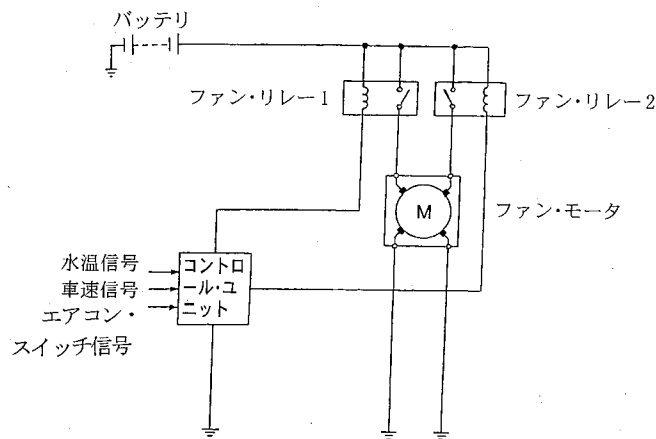 バッテリ
ファン・リレー1
ファン・リレー2
M
ファン・モータ
水温信号
車速信号
エアコン・
スイッチ信号
コントロ
ール・ユ
ニット